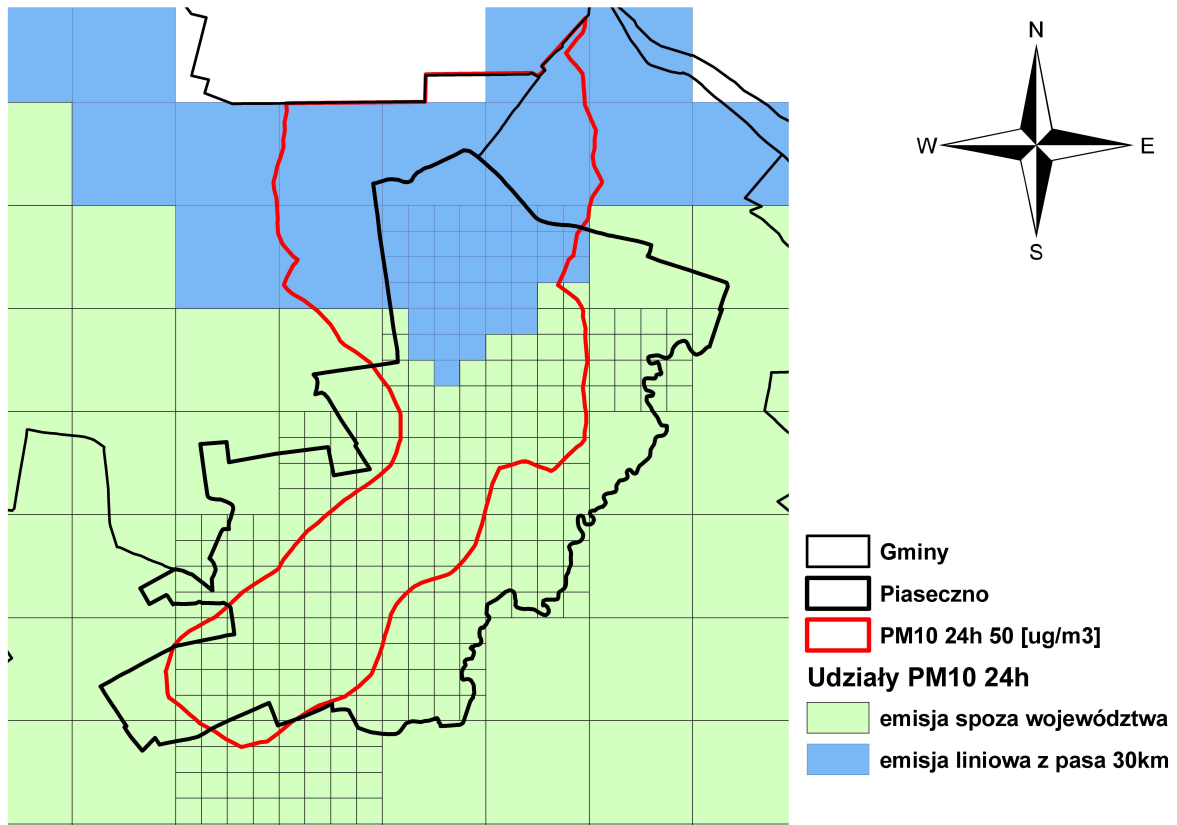 N
W
E
S
Gminy
Piaseczno
PM10 24h 50 [ug/m3]
Udziały PM10 24h
emisja spoza województwa
emisja liniowa z pasa 30km